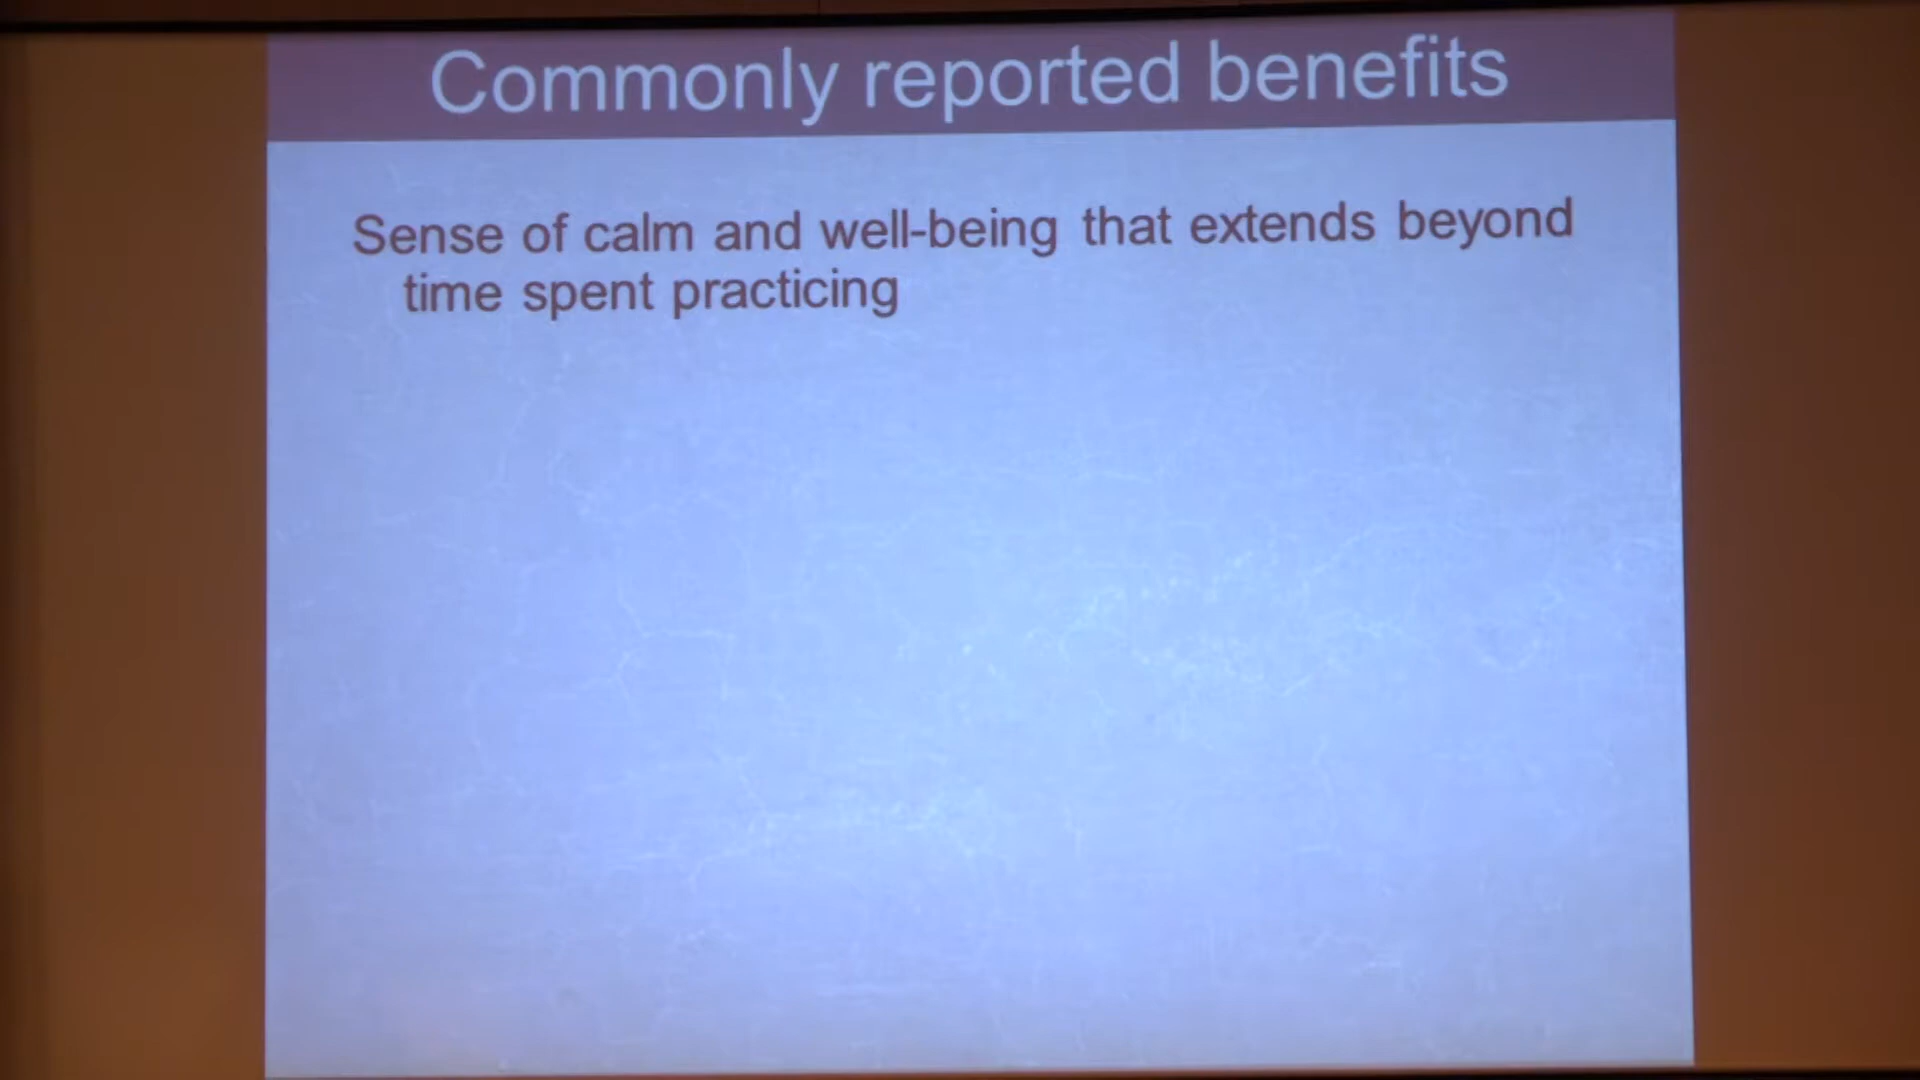 Commonly reported benefits
Sense of calm and well-being that extends beyond
time spent practicing